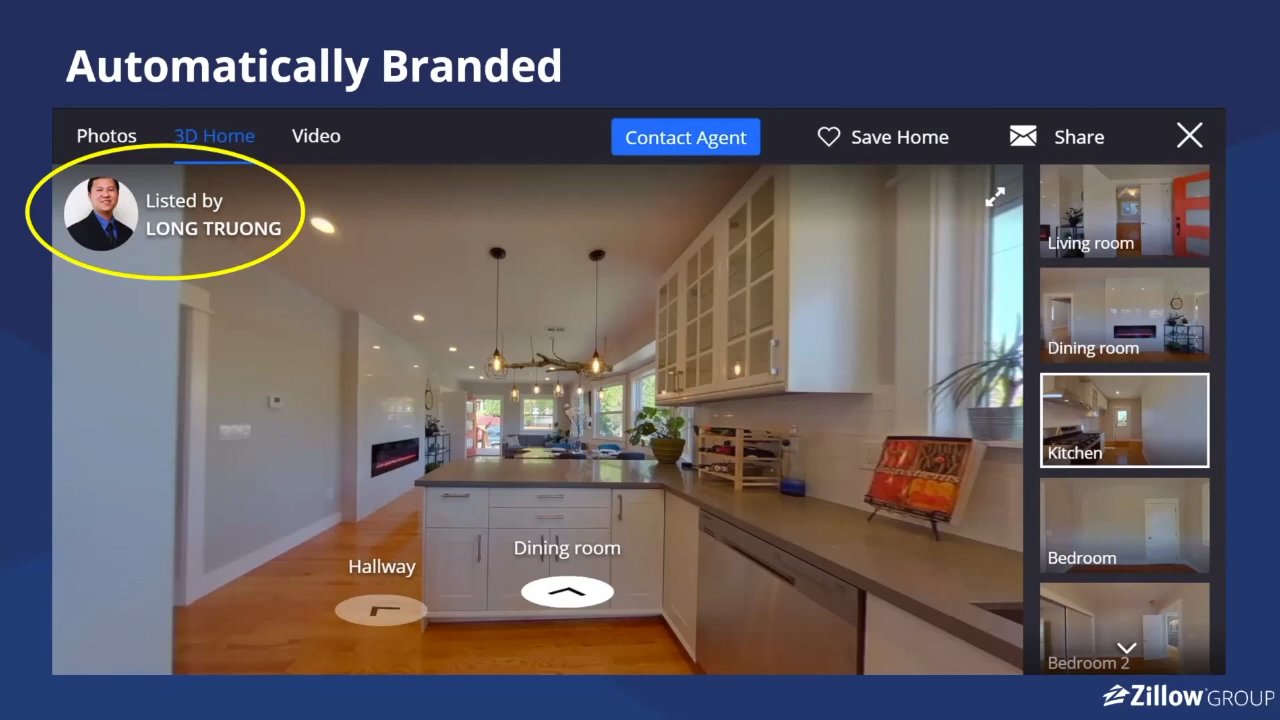 Automatically Branded
Photos
3D Home
Video
Contact Agent
Save Home
Share
Listed by
LONG TRUONG
Living room
Dining room
Kitchen
Bedroom
Bedroom 2
Hallway
Dining room
Zillow GROUP